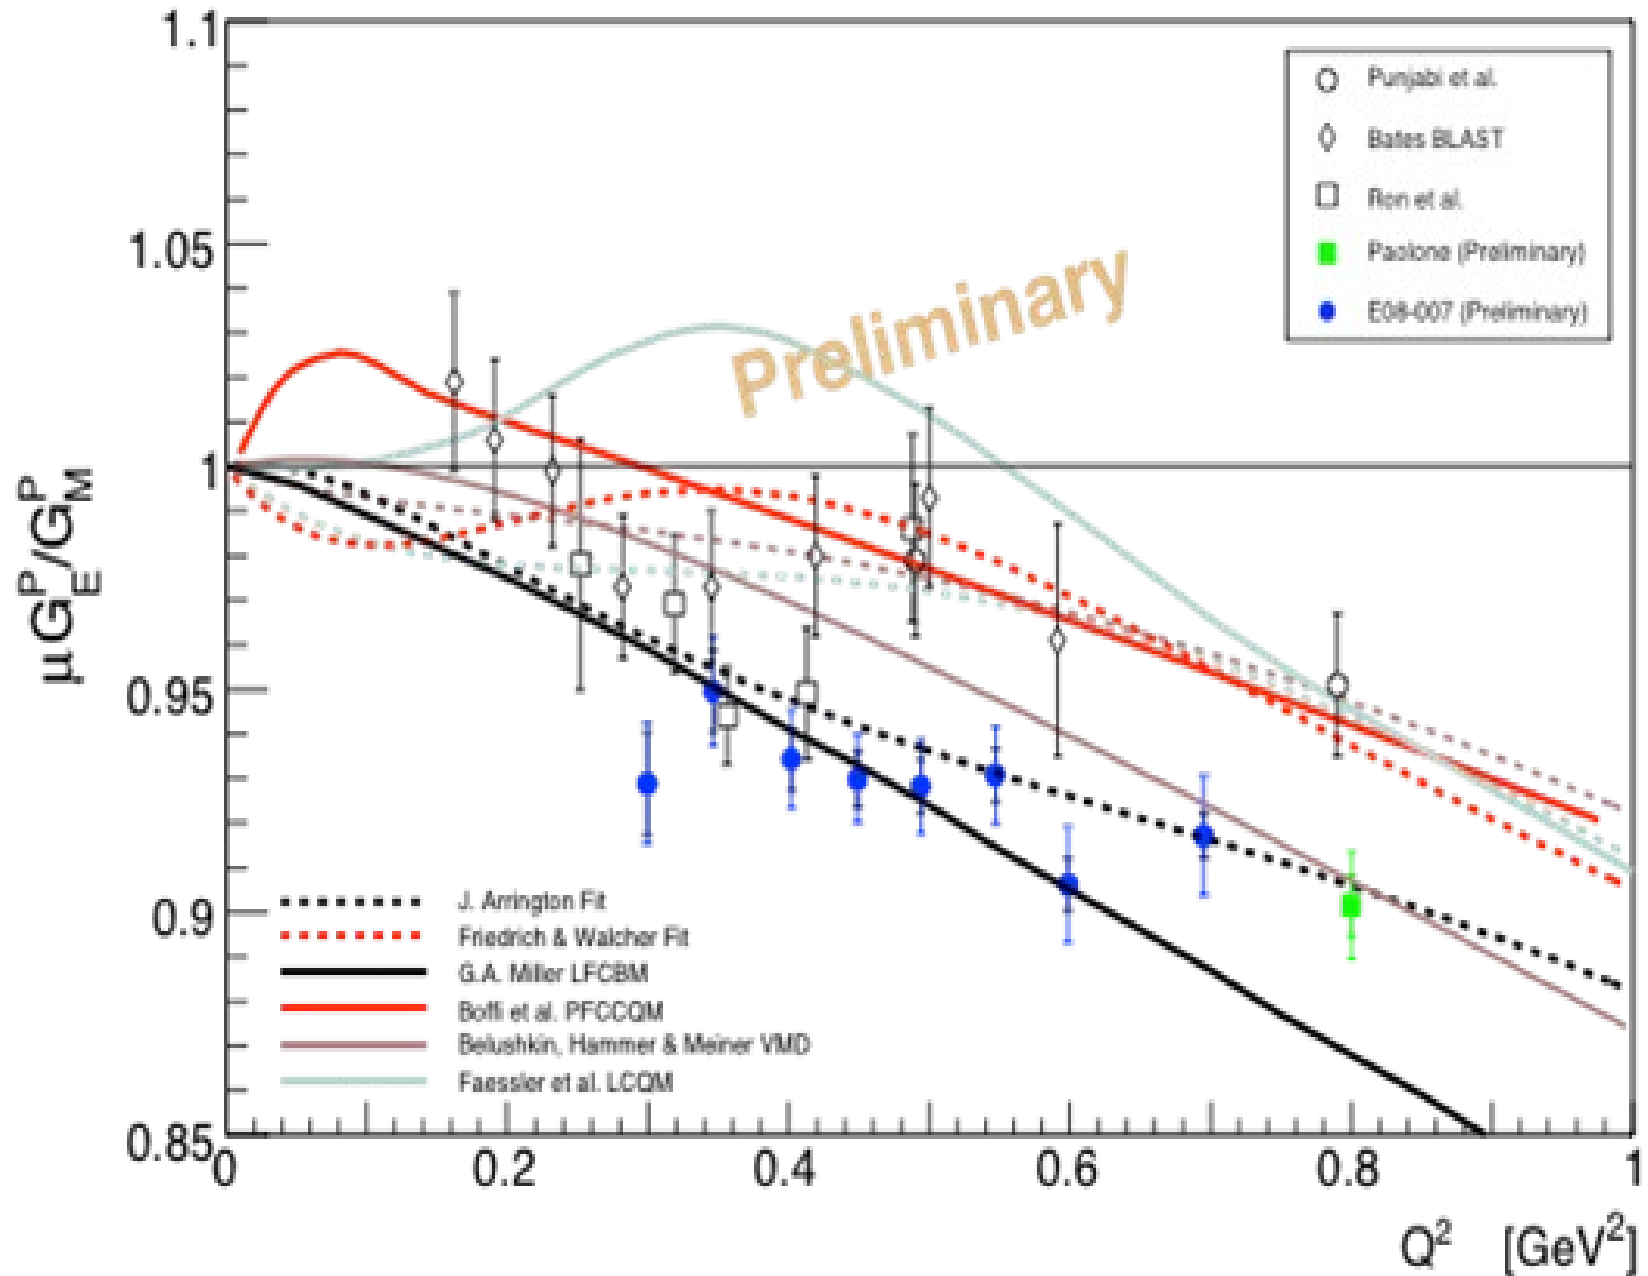 1.1
1.05
1
0.95
0.9
0.85
μG^P_E/G^P_M
Punjabi et al.
Bates BLAST
Ron et al.
Paolone (Preliminary)
E08-007 (Preliminary)
Preliminary
J. Arrington Fit
Friedrich & Walcher Fit
G.A. Miller LFCBM
Boffi et al. PFCCQM
Belushkin, Hammer & Meiner VMD
Faessler et al. LCQM
0 0.2 0.4 0.6 0.8 1
Q² [GeV²]